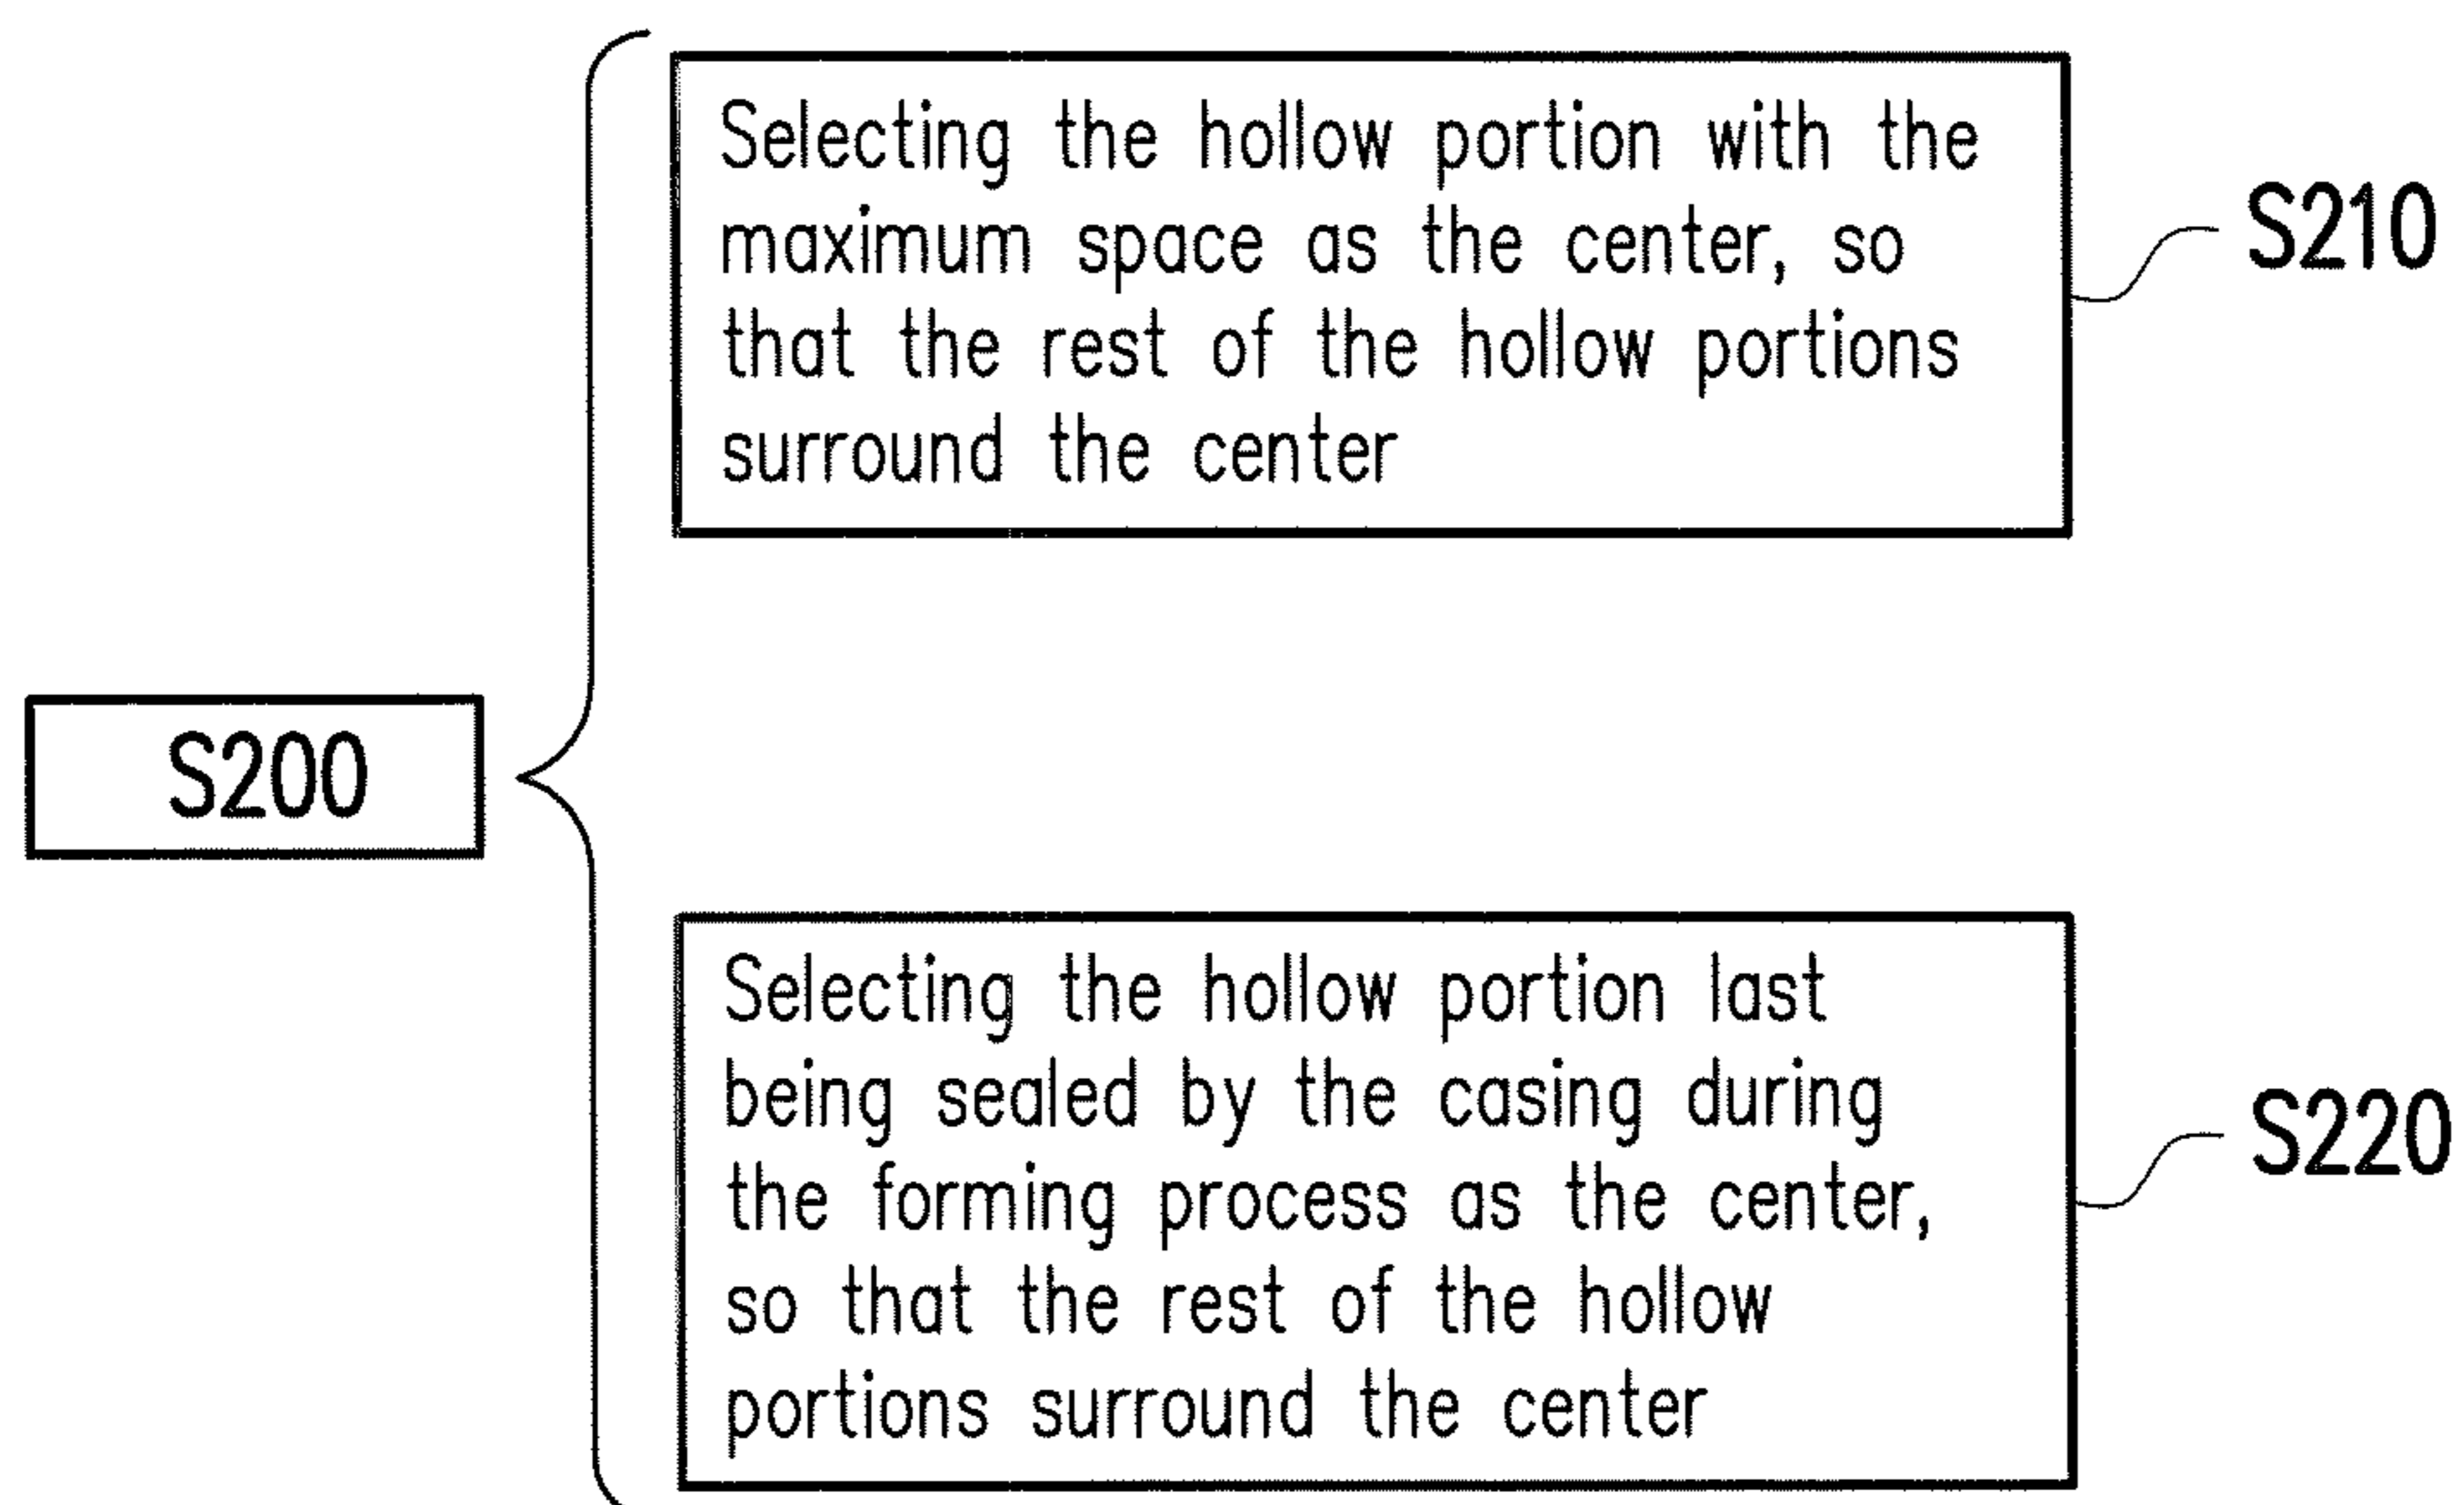 Selecting the hollow portion with the
maximum space as the center, so
that the rest of the hollow portions
surround the center
S210
S200
Selecting the hollow portion last
being sealed by the casing during
the forming process as the center,
so that the rest of the hollow
portions surround the center
S220